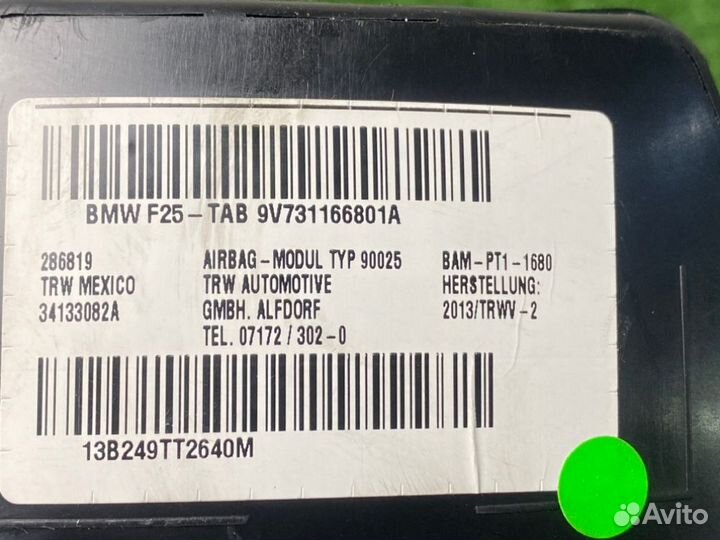 BMW F25-TAB 9V731166801A
286819 AIRBAG-MODUL TYP 90025 BAM-PT1-1680
TRW MEXICO TRW AUTOMOTIVE HERSTELLUNG:
34133082A GMBH. ALFDORF 2013/TRWV-2
TEL. 07172/302-0
13B249TT2640M
Avito